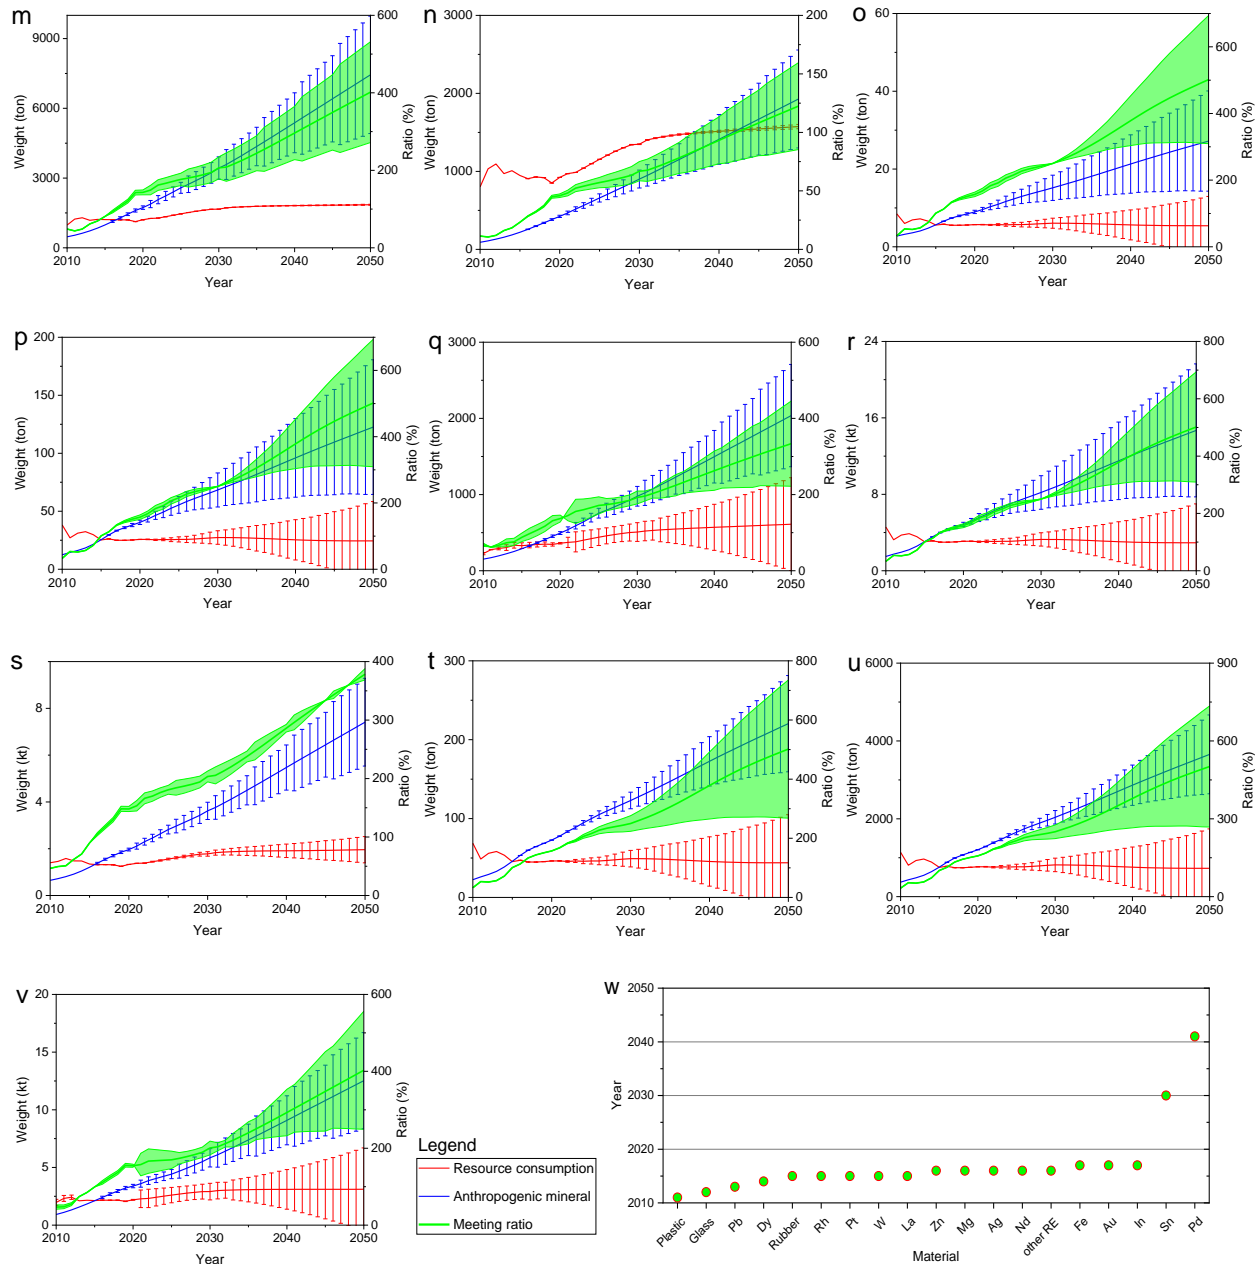 m
Weight (ton)
9000
6000
3000
0
600
400
200
0
Ratio (%)
2010 2020 2030 2040 2050
Year
n
Weight (ton)
3000
2500
2000
1500
1000
500
0
200
150
100
50
0
Ratio (%)
2010 2020 2030 2040 2050
Year
o
Weight (ton)
60
40
20
0
600
400
200
0
Ratio (%)
2010 2020 2030 2040 2050
Year
p
Weight (ton)
200
150
100
50
0
600
400
200
0
Ratio (%)
2010 2020 2030 2040 2050
Year
q
Weight (ton)
3000
2000
1000
0
600
400
200
0
Ratio (%)
2010 2020 2030 2040 2050
Year
r
Weight (kt)
24
16
8
0
800
600
400
200
0
Ratio (%)
2010 2020 2030 2040 2050
Year
s
Weight (kt)
8
4
0
400
300
200
100
0
Ratio (%)
2010 2020 2030 2040 2050
Year
t
Weight (ton)
300
200
100
0
800
600
400
200
0
Ratio (%)
2010 2020 2030 2040 2050
Year
u
Weight (ton)
6000
4000
2000
0
900
600
300
0
Ratio (%)
2010 2020 2030 2040 2050
Year
v
Weight (kt)
20
15
10
5
0
600
400
200
0
Ratio (%)
2010 2020 2030 2040 2050
Year
Legend
Resource consumption
Anthropogenic mineral
Meeting ratio
w
Year
2050
2040
2030
2020
2010
Plastic Glass Pb Dy Rubber Rh Pt W La Zn Mg Ag Nd other RE Fe Au In Sn Pd
Material